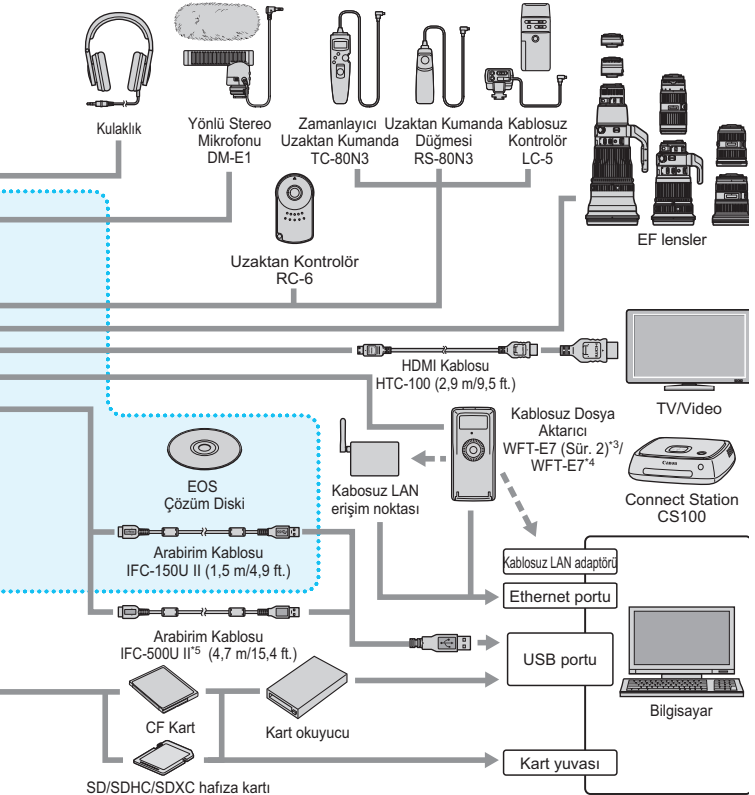 Kulaklık
Yönlü Stereo
Mikrofonu
DM-E1
Zamanlayıcı
Uzaktan Kumanda
TC-80N3
Uzaktan Kumanda
Düğmesi
RS-80N3
Kablosuz
Kontrolör
LC-5
EF lensler
Uzaktan Kontrolör
RC-6
HDMI Kablosu
HTC-100 (2,9 m/9,5 ft.)
TV/Video
Kablosuz Dosya
Aktarıcı
WFT-E7 (Sür. 2)*3/
WFT-E7*4
Canon
Connect Station
CS100
EOS
Çözüm Diski
Kabosuz LAN
erişim noktası
Arabirim Kablosu
IFC-150U II (1,5 m/4,9 ft.)
Kablosuz LAN adaptörü
Ethernet portu
Arabirim Kablosu
IFC-500U II*5 (4,7 m/15,4 ft.)
USB portu
Bilgisayar
CF Kart
Kart okuyucu
Kart yuvası
SD/SDHC/SDXC hafıza kartı